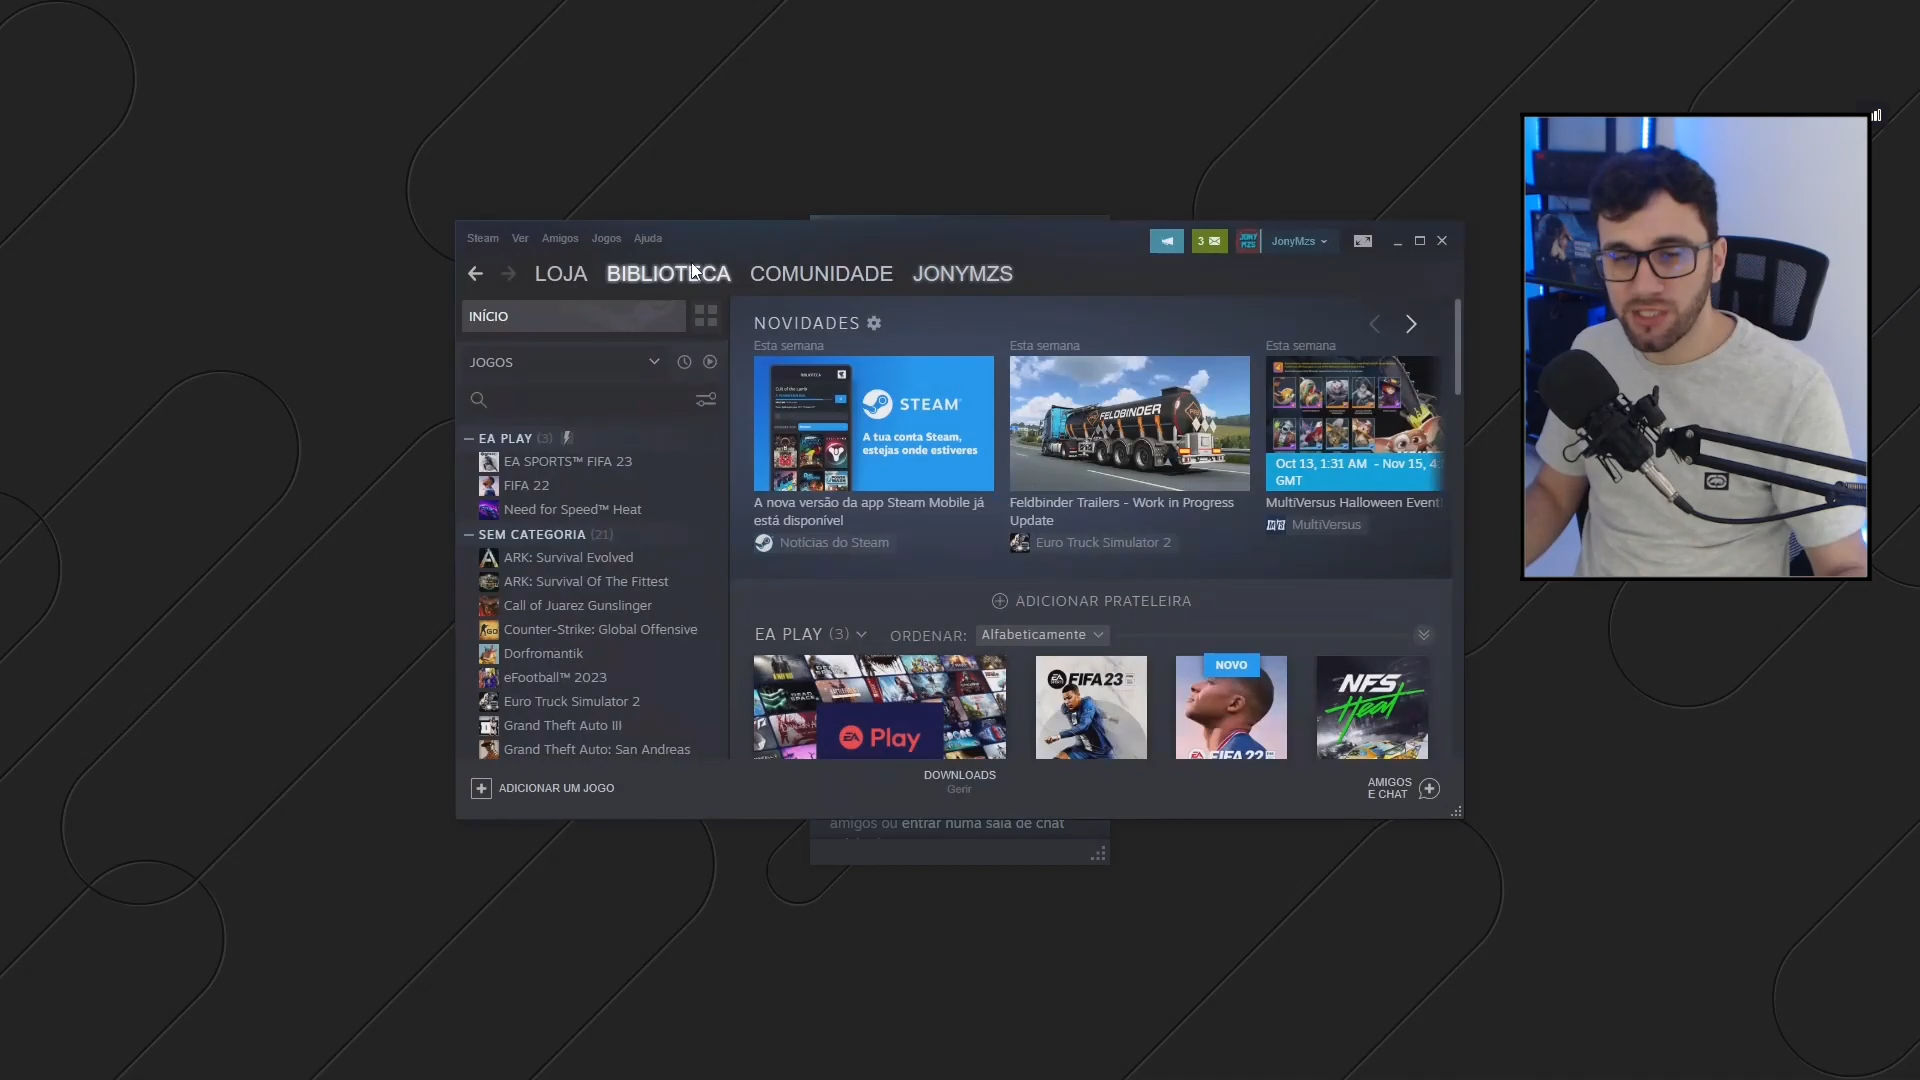 Steam Ver Amigos Jogos Ajuda
3
JONY
MZS
JonyMzs
LOJA BIBLIOTECA COMUNIDADE JONYMZS
INÍCIO
JOGOS
EA PLAY (3)
EA SPORTS™ FIFA 23
FIFA 22
Need for Speed™ Heat
SEM CATEGORIA (21)
ARK: Survival Evolved
ARK: Survival Of The Fittest
Call of Juarez Gunslinger
Counter-Strike: Global Offensive
Dorfromantik
eFootball™ 2023
Euro Truck Simulator 2
Grand Theft Auto III
Grand Theft Auto: San Andreas
NOVIDADES
Esta semana
STEAM
A tua conta Steam,
estejas onde estiveres
A nova versão da app Steam Mobile já
está disponível
Notícias do Steam
Esta semana
FELDBINDER
Feldbinder Trailers - Work in Progress
Update
Euro Truck Simulator 2
Esta semana
Oct 13, 1:31 AM - Nov 15, 4:
GMT
MultiVersus Halloween Event!
MultiVersus
ADICIONAR PRATELEIRA
EA PLAY (3) ORDENAR: Alfabeticamente
EA Play
FIFA 23
NOVO
FIFA 22
NFS
Heat
ADICIONAR UM JOGO
DOWNLOADS
Gerir
AMIGOS
E CHAT
amigos ou entrar numa sala de chat